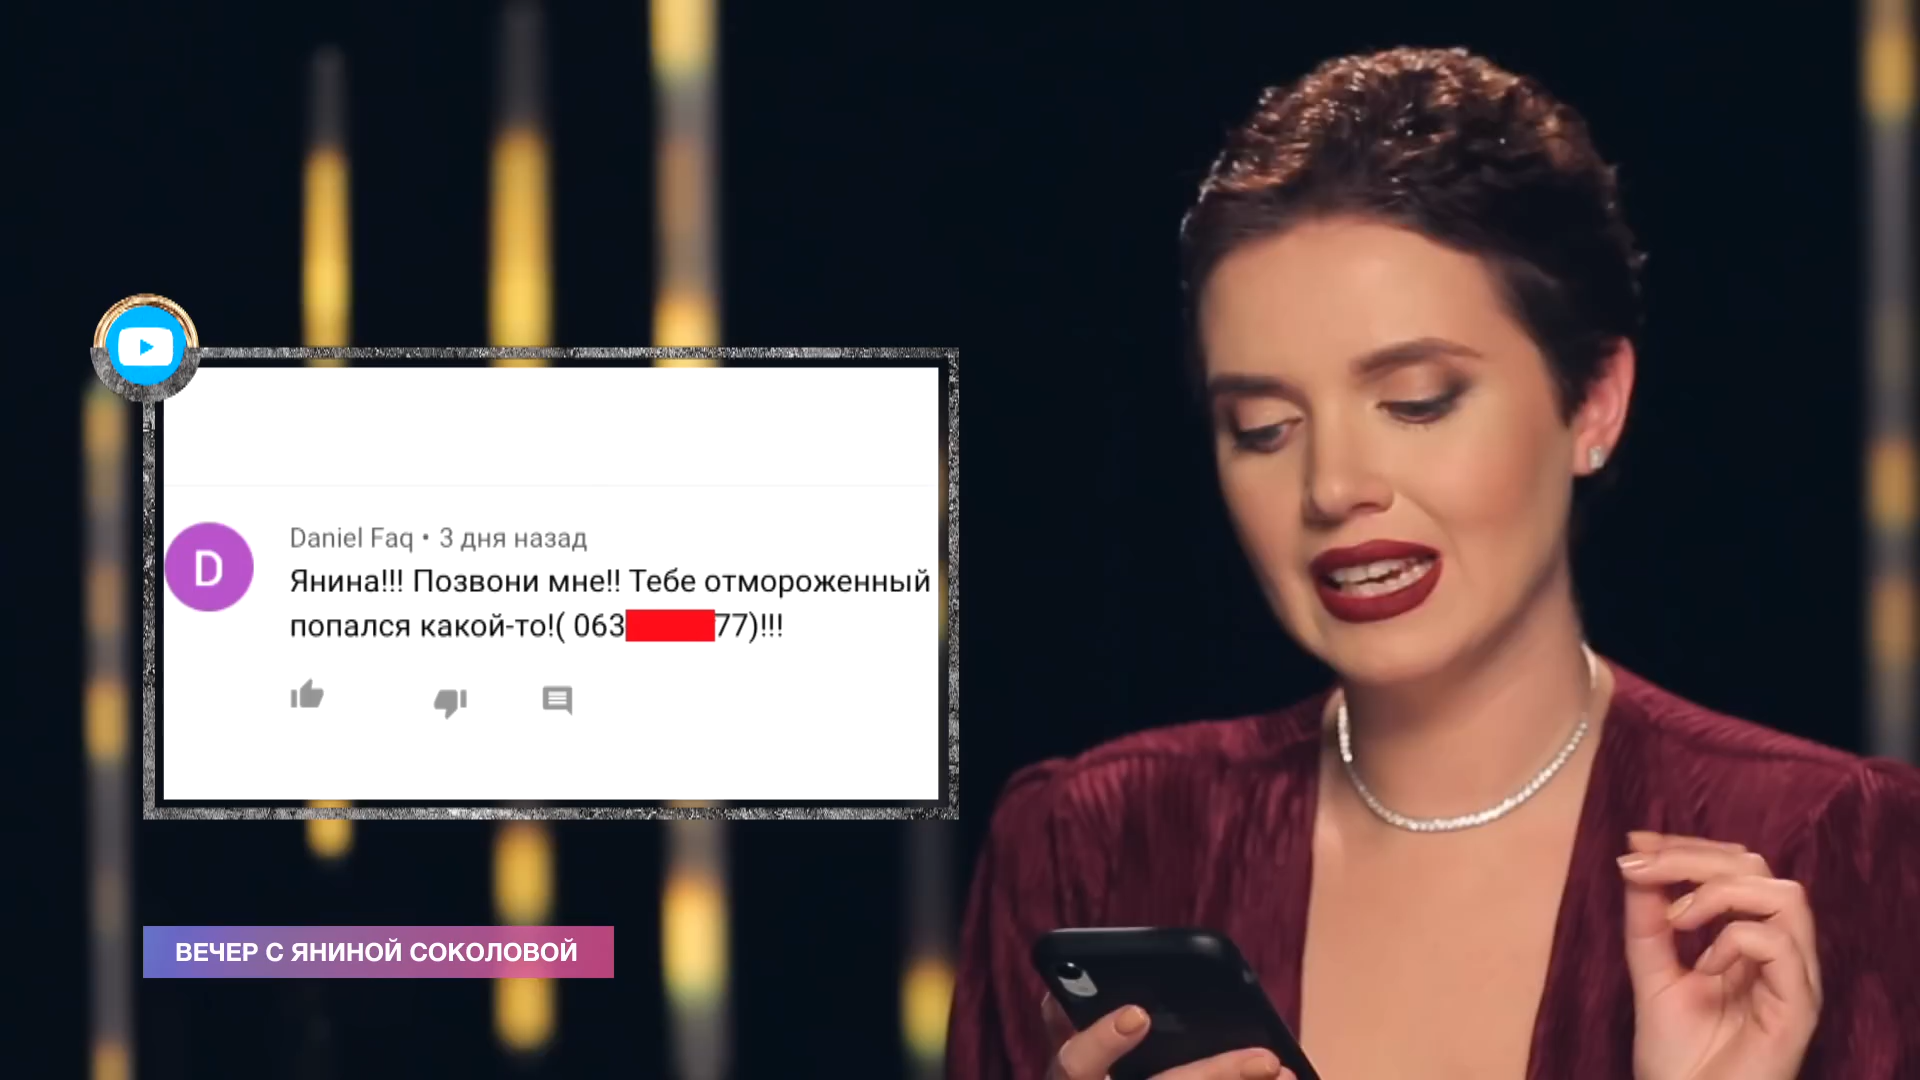 D
Daniel Faq • 3 дня назад
Янина!!! Позвони мне!! Тебе отмороженный
попался какой-то!( 063 77)!!!
ВЕЧЕР С ЯНИНОЙ СОКОЛОВОЙ